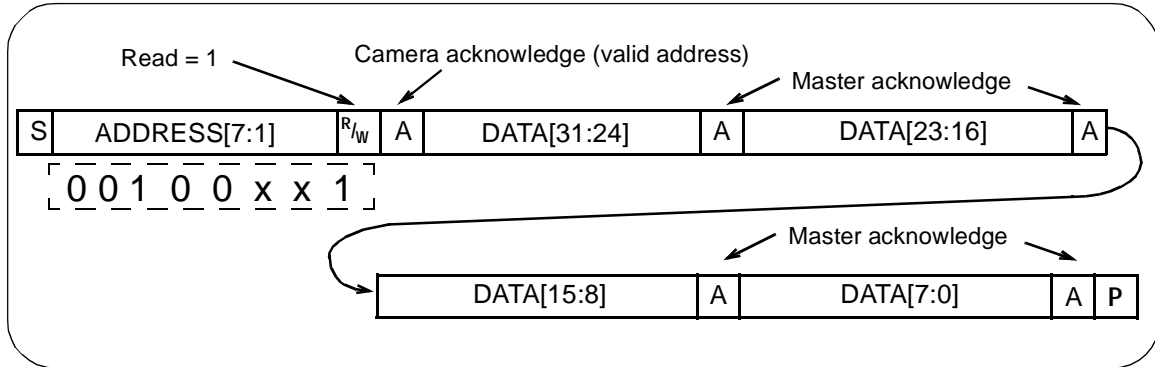 Read = 1 Camera acknowledge (valid address)
Master acknowledge
S ADDRESS[7:1] R/W A DATA[31:24] A DATA[23:16] A
0 0 1 0 0 x x 1
Master acknowledge
DATA[15:8] A DATA[7:0] A P